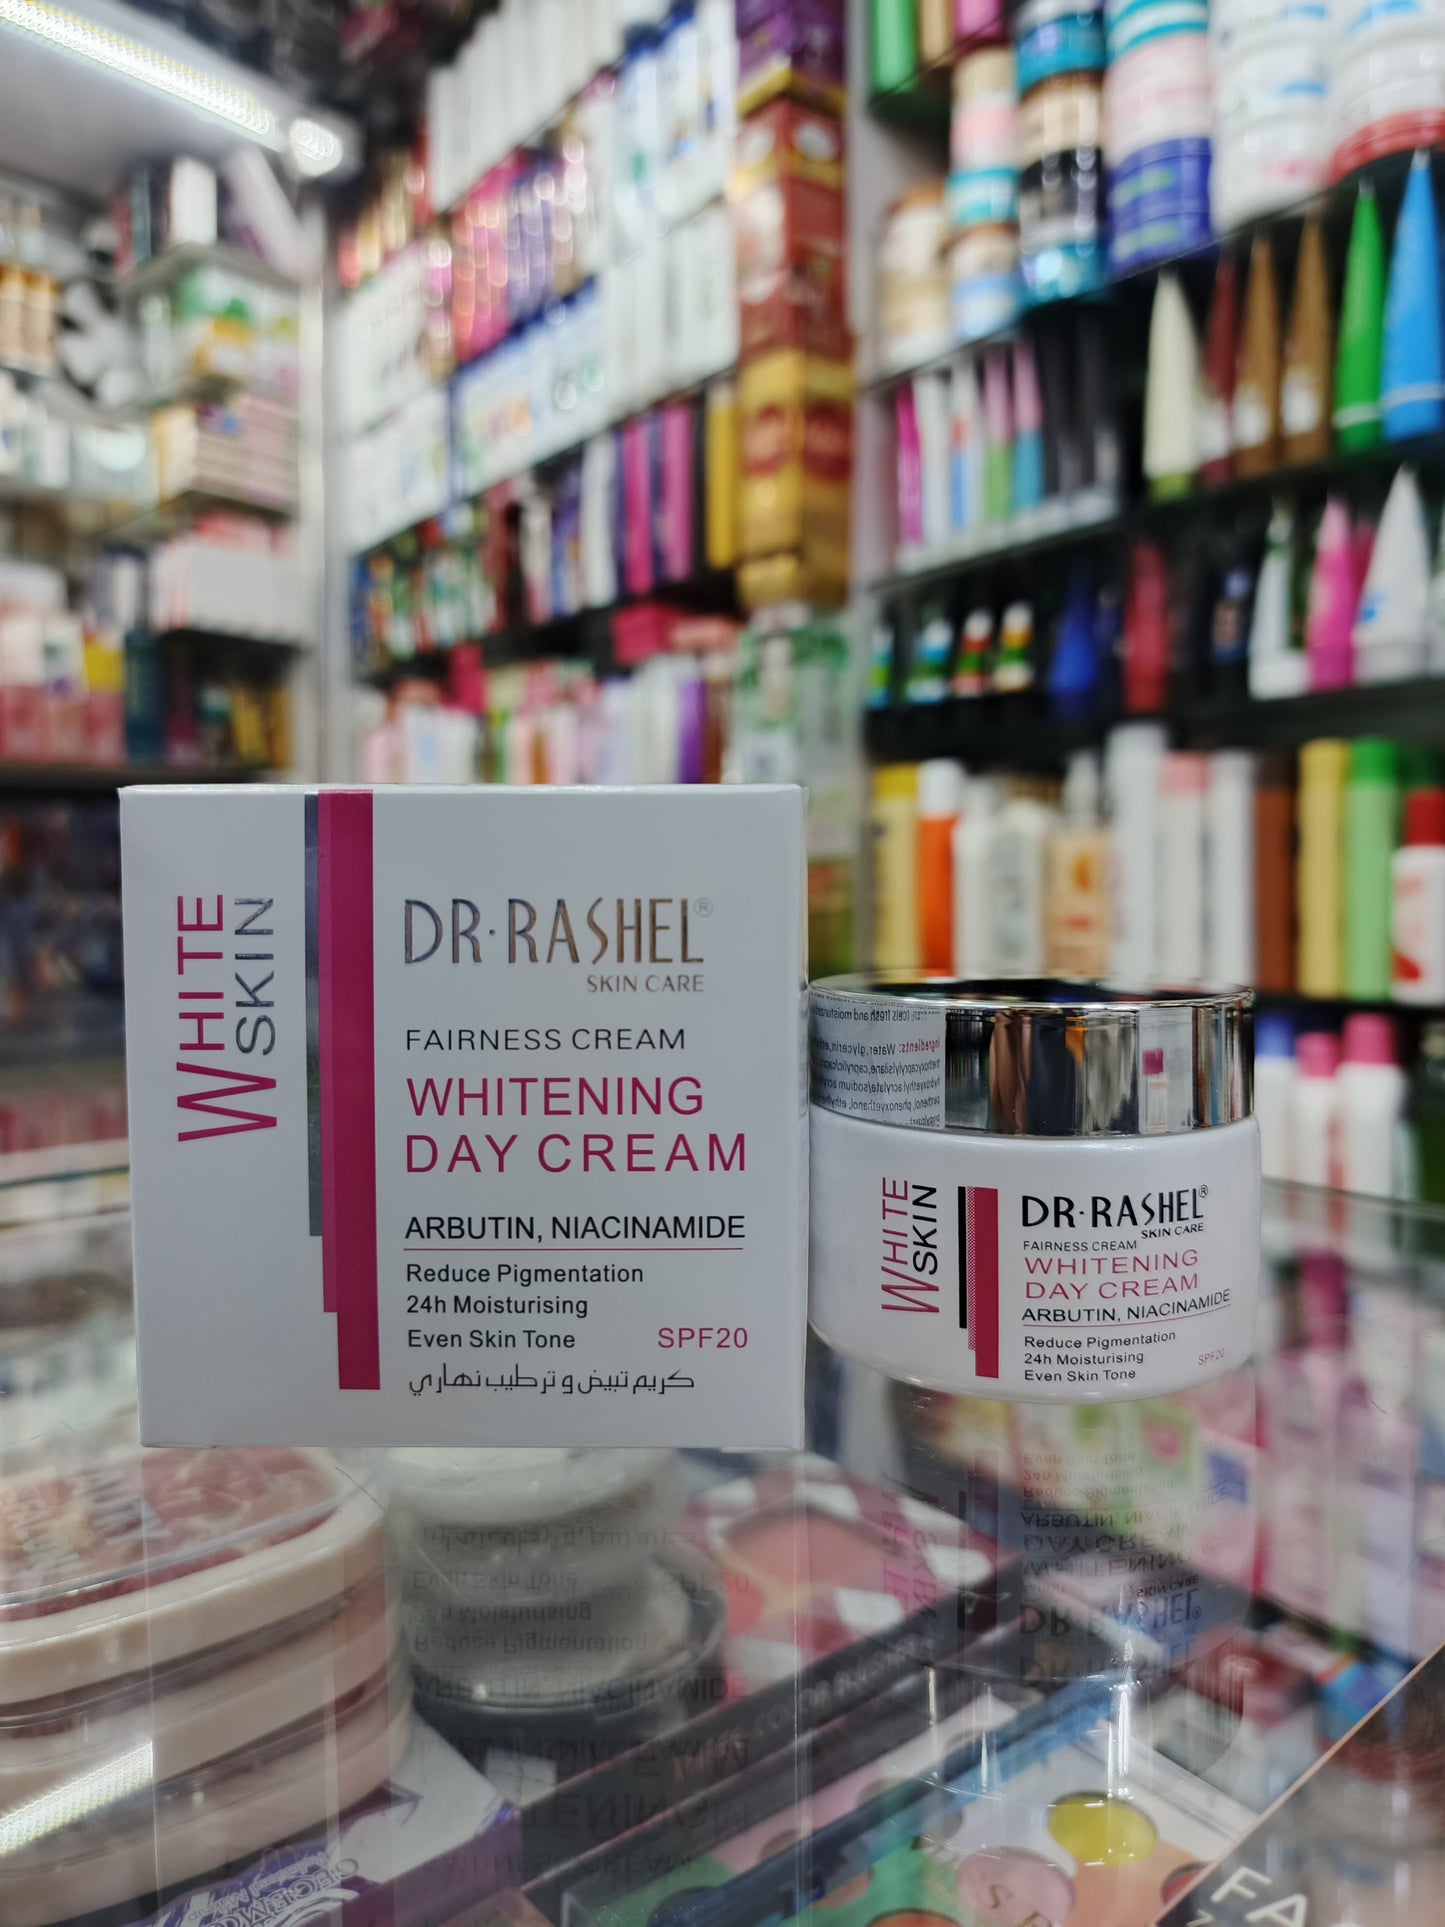 WHITE
SKIN
DR·RASHEL®
SKIN CARE
FAIRNESS CREAM
WHITENING
DAY CREAM
ARBUTIN, NIACINAMIDE
Reduce Pigmentation
24h Moisturising
Even Skin Tone
SPF20
كريم تبيض و ترطيب نهاري
WHITE
SKIN
DR·RASHEL®
SKIN CARE
FAIRNESS CREAM
WHITENING
DAY CREAM
ARBUTIN, NIACINAMIDE
Reduce Pigmentation
24h Moisturising
Even Skin Tone
SPF20